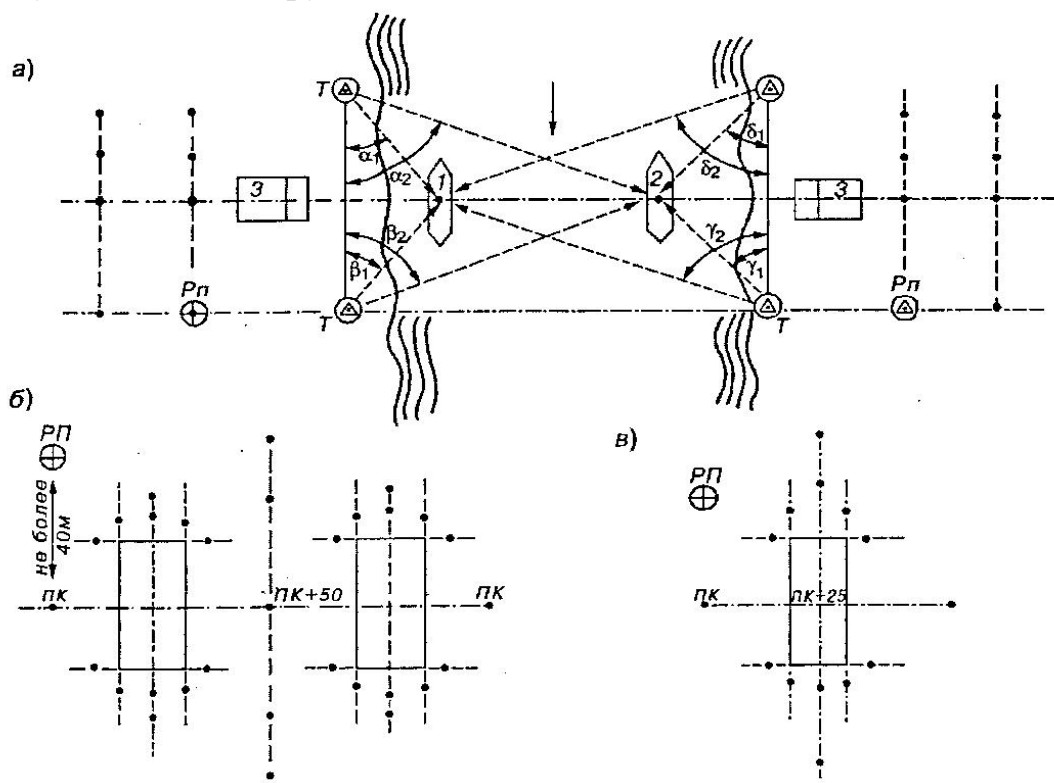 а)
Т
α1
α2
δ1
δ2
З
1
2
З
β2
β1
γ2
γ1
Рп
Т
Рп
Т
б)
РП
не более
40м
ПК
ПК+50
ПК
в)
РП
ПК
ПК+25